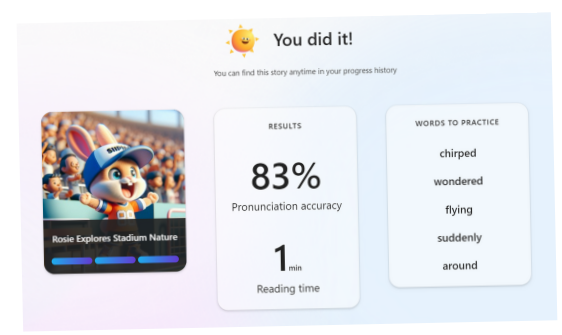 You did it!
You can find this story anytime in your progress history
Rosie Explores Stadium Nature
RESULTS
83%
Pronunciation accuracy
1 min
Reading time
WORDS TO PRACTICE
chirped
wondered
flying
suddenly
around